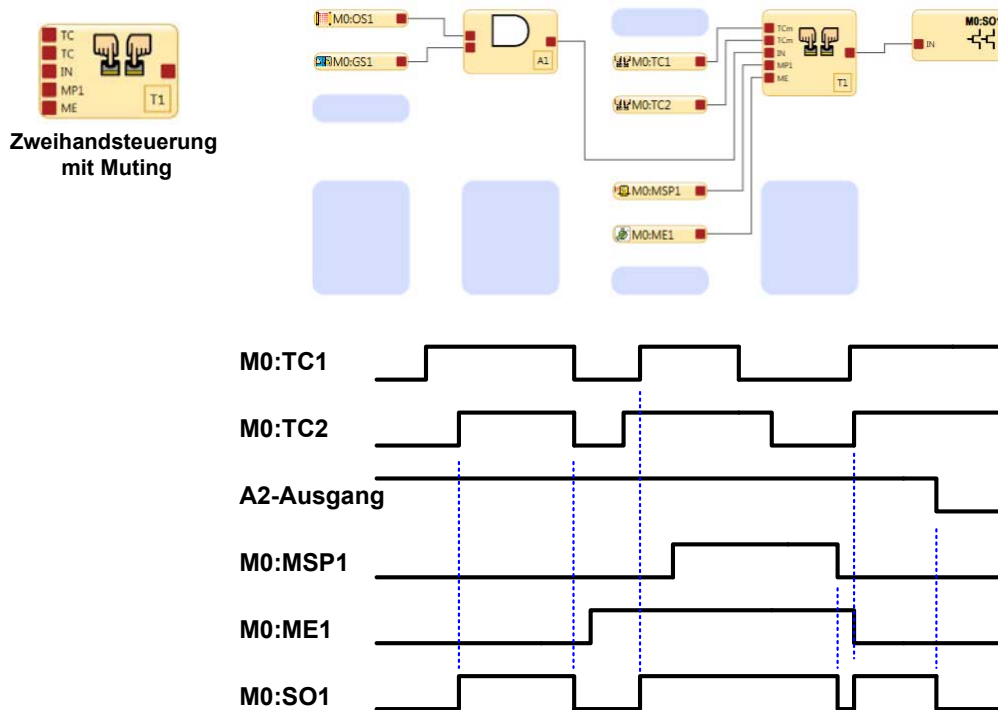 TC
TC
IN
MP1
ME
T1
Zweihandsteuerung
mit Muting
M0:OS1
M0:GS1
A1
M0:TC1
M0:TC2
M0:MSP1
M0:ME1
TCm
TCm
IN
MP1
ME
T1
M0:SO1
IN
M0:TC1
M0:TC2
A2-Ausgang
M0:MSP1
M0:ME1
M0:SO1